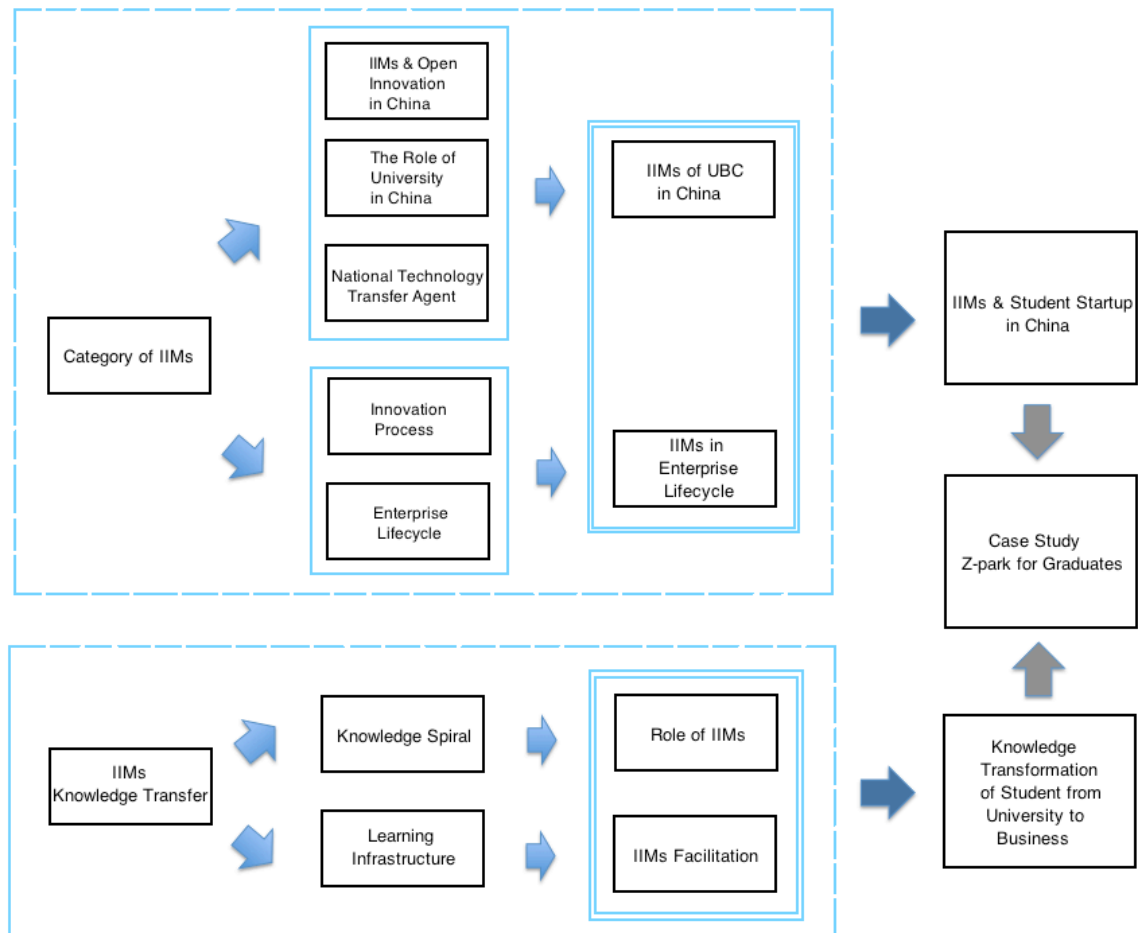 IIMs & Open
Innovation
in China
The Role of
University
in China
National Technology
Transfer Agent
Category of IIMs
Innovation
Process
Enterprise
Lifecycle
IIMs of UBC
in China
IIMs in
Enterprise
Lifecycle
IIMs & Student Startup
in China
Case Study
Z-park for Graduates
IIMs
Knowledge Transfer
Knowledge Spiral
Learning
Infrastructure
Role of IIMs
IIMs Facilitation
Knowledge
Transformation
of Student from
University to
Business